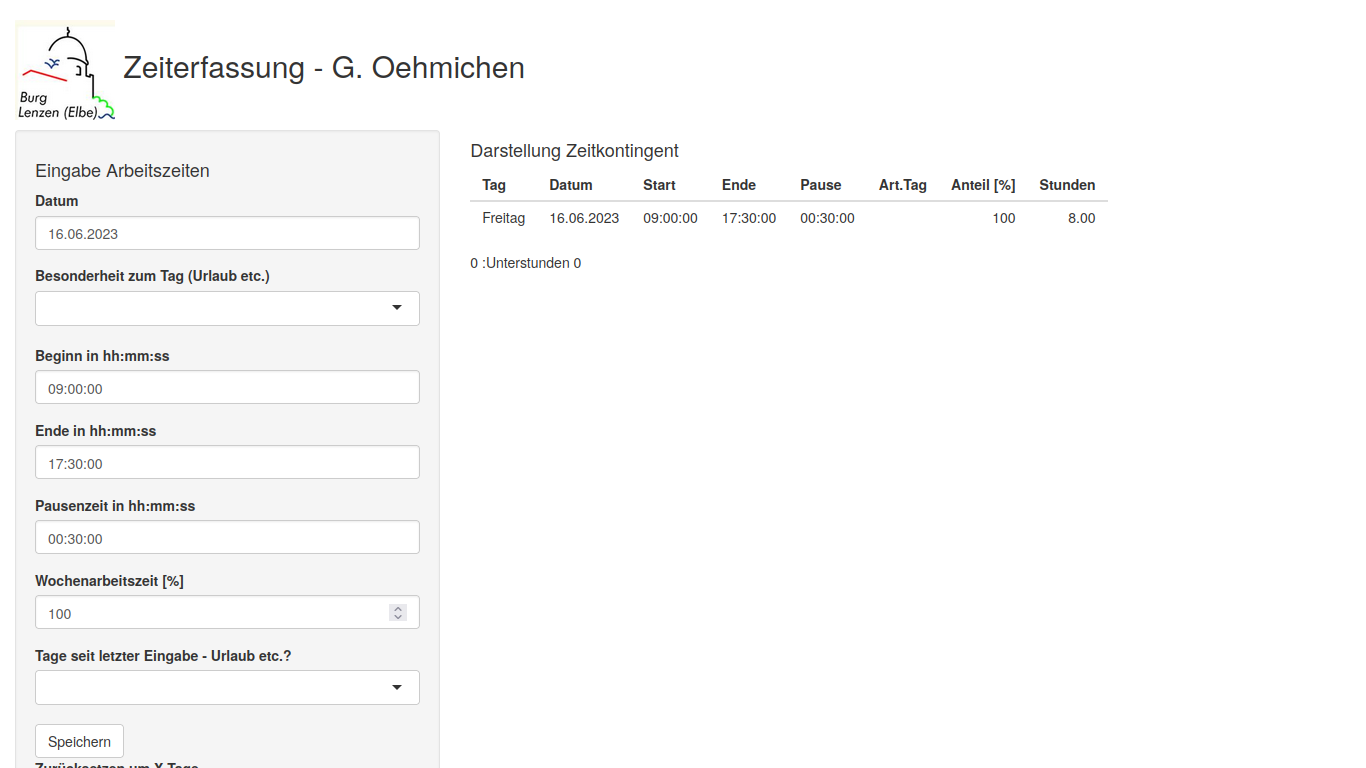 Burg
Lenzen (Elbe)
Zeiterfassung - G. Oehmichen
Eingabe Arbeitszeiten
Datum
16.06.2023
Besonderheit zum Tag (Urlaub etc.)
Beginn in hh:mm:ss
09:00:00
Ende in hh:mm:ss
17:30:00
Pausenzeit in hh:mm:ss
00:30:00
Wochenarbeitszeit [%]
100
Tage seit letzter Eingabe - Urlaub etc.?
Speichern
Zurücksetzen um X Tage
Darstellung Zeitkontingent
Tag Datum Start Ende Pause Art.Tag Anteil [%] Stunden
Freitag 16.06.2023 09:00:00 17:30:00 00:30:00 100 8.00
0 :Unterstunden 0